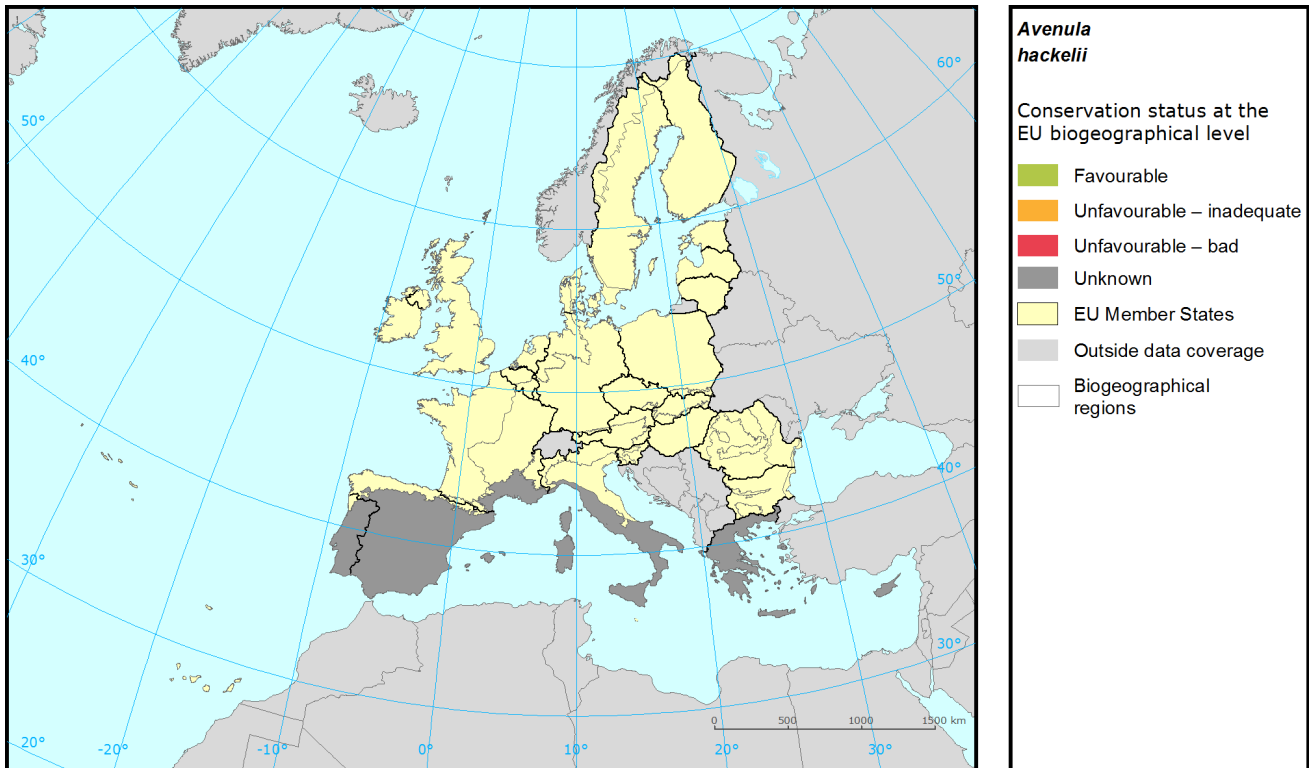 60°
50°
50°
40°
40°
30°
30°
20°
-20°
-10°
0°
10°
20°
30°
0 500 1000 1500 km
Avenula
hackelii
Conservation status at the
EU biogeographical level
Favourable
Unfavourable – inadequate
Unfavourable – bad
Unknown
EU Member States
Outside data coverage
Biogeographical
regions